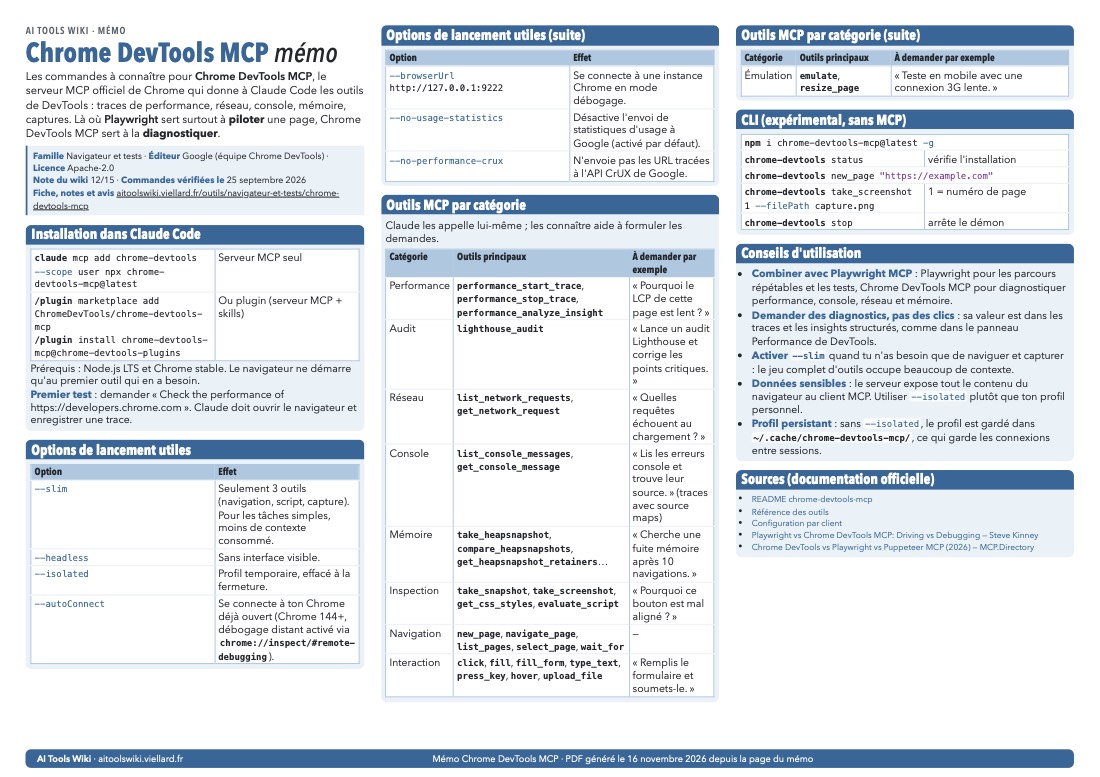 AI TOOLS WIKI · MÉMO
Chrome DevTools MCP mémo
Les commandes à connaître pour Chrome DevTools MCP, le
serveur MCP officiel de Chrome qui donne à Claude Code les outils
de DevTools : traces de performance, réseau, console, mémoire,
captures. Là où Playwright sert surtout à piloter une page, Chrome
DevTools MCP sert à la diagnostiquer.
Famille Navigateur et tests · Éditeur Google (équipe Chrome DevTools) ·
Licence Apache-2.0
Note du wiki 12/15 · Commandes vérifiées le 25 septembre 2026
Fiche, notes et avis aitoolswiki.viellard.fr/outils/navigateur-et-tests/chrome-
devtools-mcp
Installation dans Claude Code
claude mcp add chrome-devtools Serveur MCP seul
--scope user npx chrome-
devtools-mcp@latest
/plugin marketplace add Ou plugin (serveur MCP +
ChromeDevTools/chrome-devtools- skills)
mcp
/plugin install chrome-devtools-
mcp@chrome-devtools-plugins
Prérequis : Node.js LTS et Chrome stable. Le navigateur ne démarre
qu'au premier outil qui en a besoin.
Premier test : demander « Check the performance of
https://developers.chrome.com ». Claude doit ouvrir le navigateur et
enregistrer une trace.
Options de lancement utiles
Option Effet
--slim Seulement 3 outils
(navigation, script, capture).
Pour les tâches simples,
moins de contexte
consommé.
--headless Sans interface visible.
--isolated Profil temporaire, effacé à la
fermeture.
--autoConnect Se connecte à ton Chrome
déjà ouvert (Chrome 144+,
débogage distant activé via
chrome://inspect/#remote-
debugging).
Options de lancement utiles (suite)
Option Effet
--browserUrl Se connecte à une instance
http://127.0.0.1:9222 Chrome en mode
débogage.
--no-usage-statistics Désactive l'envoi de
statistiques d'usage à
Google (activé par défaut).
--no-performance-crux N'envoie pas les URL tracées
à l'API CrUX de Google.
Outils MCP par catégorie
Claude les appelle lui-même ; les connaître aide à formuler les
demandes.
Catégorie Outils principaux À demander par
exemple
Performance performance_start_trace, « Pourquoi le
performance_stop_trace, LCP de cette
performance_analyze_insight page est lent ? »
Audit lighthouse_audit « Lance un audit
Lighthouse et
corrige les
points critiques.
»
Réseau list_network_requests, « Quelles
get_network_request requêtes
échouent au
chargement ? »
Console list_console_messages, « Lis les erreurs
get_console_message console et
trouve leur
source. » (traces
avec source
maps)
Mémoire take_heapsnapshot, « Cherche une
compare_heapsnapshots, fuite mémoire
get_heapsnapshot_retainers… après 10
navigations. »
Inspection take_snapshot, take_screenshot, « Pourquoi ce
get_css_styles, evaluate_script bouton est mal
aligné ? »
Navigation new_page, navigate_page, —
list_pages, select_page, wait_for
Interaction click, fill, fill_form, type_text, « Remplis le
press_key, hover, upload_file formulaire et
soumets-le. »
Outils MCP par catégorie (suite)
Catégorie Outils principaux À demander par exemple
Émulation emulate, « Teste en mobile avec une
resize_page connexion 3G lente. »
CLI (expérimental, sans MCP)
npm i chrome-devtools-mcp@latest -g
chrome-devtools status vérifie l'installation
chrome-devtools new_page "https://example.com"
chrome-devtools take_screenshot 1 = numéro de page
1 --filePath capture.png
chrome-devtools stop arrête le démon
Conseils d'utilisation
• Combiner avec Playwright MCP : Playwright pour les parcours
répétables et les tests, Chrome DevTools MCP pour diagnostiquer
performance, console, réseau et mémoire.
• Demander des diagnostics, pas des clics : sa valeur est dans les
traces et les insights structurés, comme dans le panneau
Performance de DevTools.
• Activer --slim quand tu n'as besoin que de naviguer et capturer
: le jeu complet d'outils occupe beaucoup de contexte.
• Données sensibles : le serveur expose tout le contenu du
navigateur au client MCP. Utiliser --isolated plutôt que ton profil
personnel.
• Profil persistant : sans --isolated, le profil est gardé dans
~/.cache/chrome-devtools-mcp/, ce qui garde les connexions
entre sessions.
Sources (documentation officielle)
• README chrome-devtools-mcp
• Référence des outils
• Configuration par client
• Playwright vs Chrome DevTools MCP: Driving vs Debugging – Steve Kinney
• Chrome DevTools vs Playwright vs Puppeteer MCP (2026) – MCP.Directory
AI Tools Wiki · aitoolswiki.viellard.fr
Mémo Chrome DevTools MCP · PDF généré le 16 novembre 2026 depuis la page du mémo